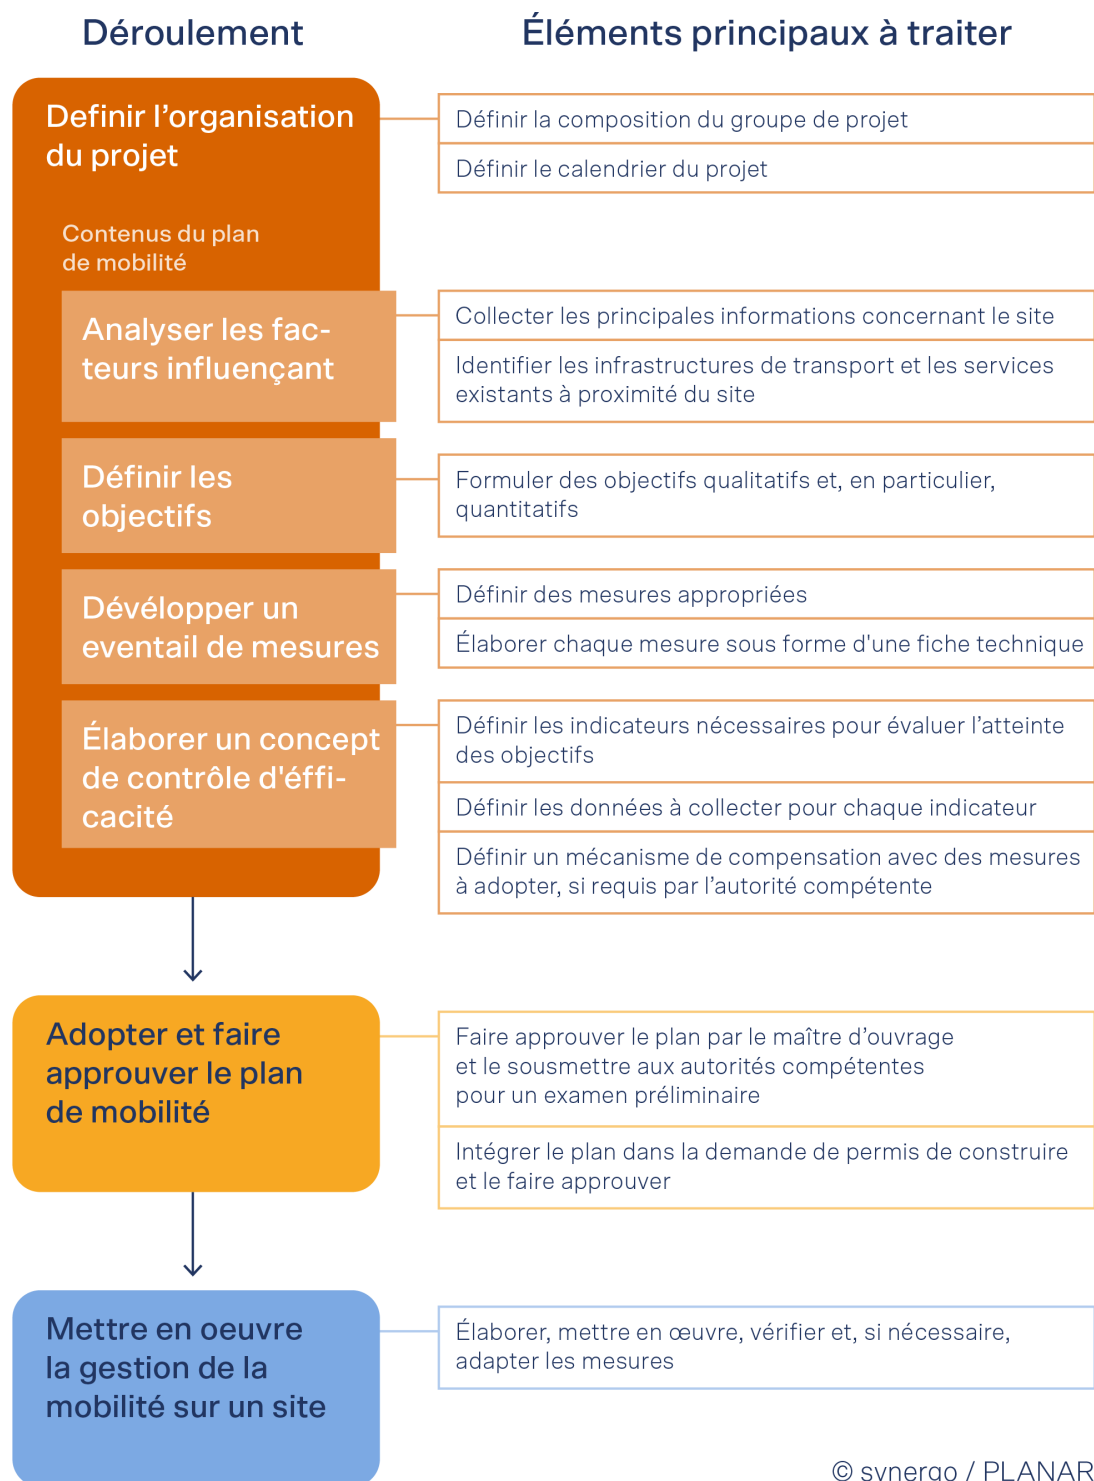 Déroulement
Éléments principaux à traiter
Definir l’organisation
du projet
Définir la composition du groupe de projet
Définir le calendrier du projet
Contenus du plan
de mobilité
Analyser les fac-
teurs influençant
Collecter les principales informations concernant le site
Identifier les infrastructures de transport et les services
existants à proximité du site
Définir les
objectifs
Formuler des objectifs qualitatifs et, en particulier,
quantitatifs
Dévélopper un
eventail de mesures
Définir des mesures appropriées
Élaborer chaque mesure sous forme d'une fiche technique
Élaborer un concept
de contrôle d'éffi-
cacité
Définir les indicateurs nécessaires pour évaluer l’atteinte
des objectifs
Définir les données à collecter pour chaque indicateur
Définir un mécanisme de compensation avec des mesures
à adopter, si requis par l’autorité compétente
Adopter et faire
approuver le plan
de mobilité
Faire approuver le plan par le maître d’ouvrage
et le sousmettre aux autorités compétentes
pour un examen préliminaire
Intégrer le plan dans la demande de permis de construire
et le faire approuver
Mettre en oeuvre
la gestion de la
mobilité sur un site
Élaborer, mettre en œuvre, vérifier et, si nécessaire,
adapter les mesures
© synergo / PLANAR